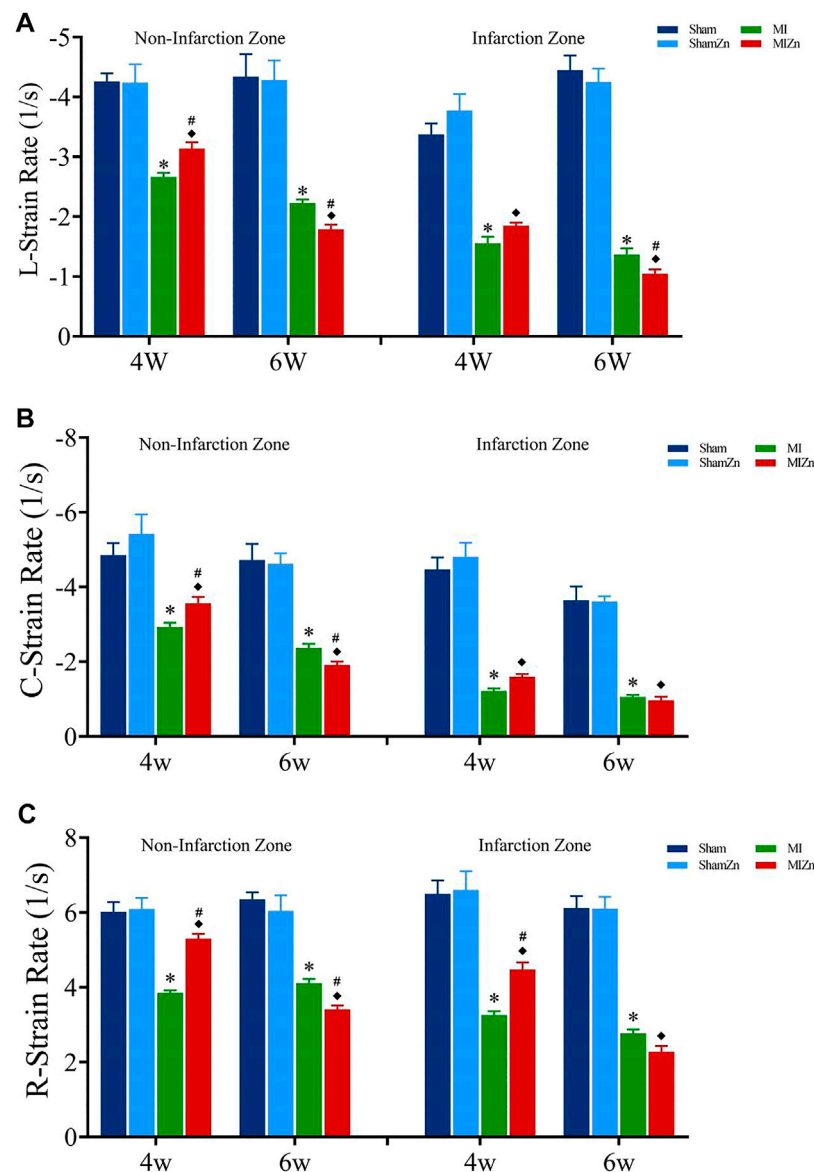 A
Non-Infarction Zone
Infarction Zone
Sham
MI
ShamZn
MIZn
L-Strain Rate (1/s)
-5
-4
-3
-2
-1
0
*
◆
#
*
◆
#
*
◆
*
◆
#
4W
6W
4W
6W
B
Non-Infarction Zone
Infarction Zone
Sham
MI
ShamZn
MIZn
C-Strain Rate (1/s)
-8
-6
-4
-2
0
*
◆
#
*
◆
#
*
◆
*
◆
4w
6w
4w
6w
C
Non-Infarction Zone
Infarction Zone
Sham
MI
ShamZn
MIZn
R-Strain Rate (1/s)
8
6
4
2
0
*
◆
#
*
◆
#
*
◆
#
*
◆
4w
6w
4w
6w